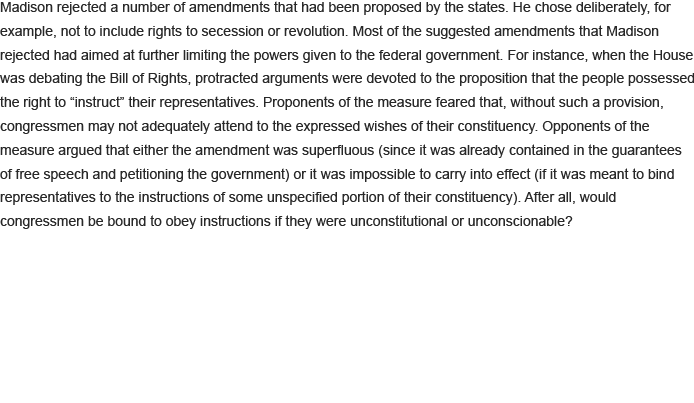 Madison rejected a number of amendments that had been proposed by the states. He chose deliberately, for
example, not to include rights to secession or revolution. Most of the suggested amendments that Madison
rejected had aimed at further limiting the powers given to the federal government. For instance, when the House
was debating the Bill of Rights, protracted arguments were devoted to the proposition that the people possessed
the right to “instruct” their representatives. Proponents of the measure feared that, without such a provision,
congressmen may not adequately attend to the expressed wishes of their constituency. Opponents of the
measure argued that either the amendment was superfluous (since it was already contained in the guarantees
of free speech and petitioning the government) or it was impossible to carry into effect (if it was meant to bind
representatives to the instructions of some unspecified portion of their constituency). After all, would
congressmen be bound to obey instructions if they were unconstitutional or unconscionable?